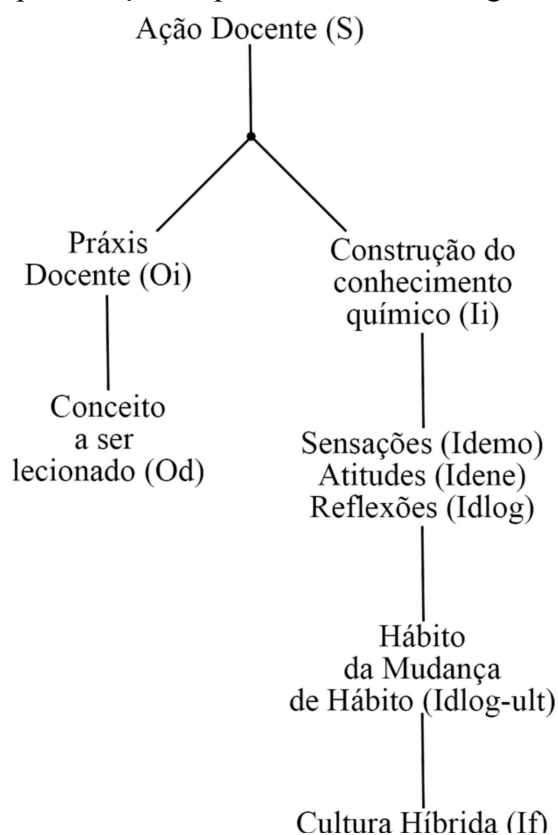 Ação Docente (S)
Práxis
Docente (Oi)
Conceito
a ser
lecionado (Od)
Construção do
conhecimento
químico (Ii)
Sensações (Idemo)
Atitudes (Idene)
Reflexões (Idlog)
Hábito
da Mudança
de Hábito (Idlog-ult)
Cultura Híbrida (If)